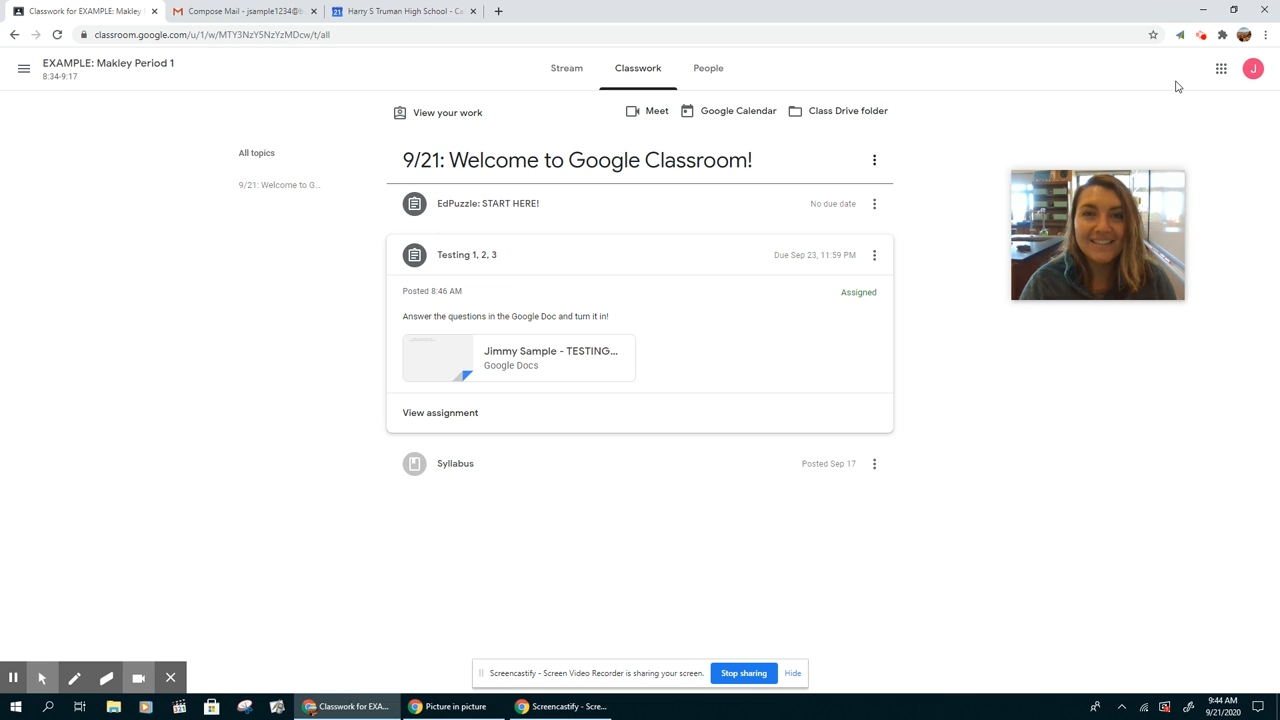 Classwork for EXAMPLE: Makley P
Compose Mail - jsample1234@b
Harry S Truman High School - Ca
classroom.google.com/u/1/w/MTY3NzY5NzYzMDcw/t/all
EXAMPLE: Makley Period 1
8:34-9:17
Stream
Classwork
People
J
View your work
Meet
Google Calendar
Class Drive folder
All topics
9/21: Welcome to G...
9/21: Welcome to Google Classroom!
EdPuzzle: START HERE!
No due date
Testing 1, 2, 3
Due Sep 23, 11:59 PM
Posted 8:46 AM
Assigned
Answer the questions in the Google Doc and turn it in!
Jimmy Sample - TESTING...
Google Docs
View assignment
Syllabus
Posted Sep 17
Screencastify - Screen Video Recorder is sharing your screen.
Stop sharing
Hide
Classwork for EXA...
Picture in picture
Screencastify - Scre...
9:44 AM
9/21/2020